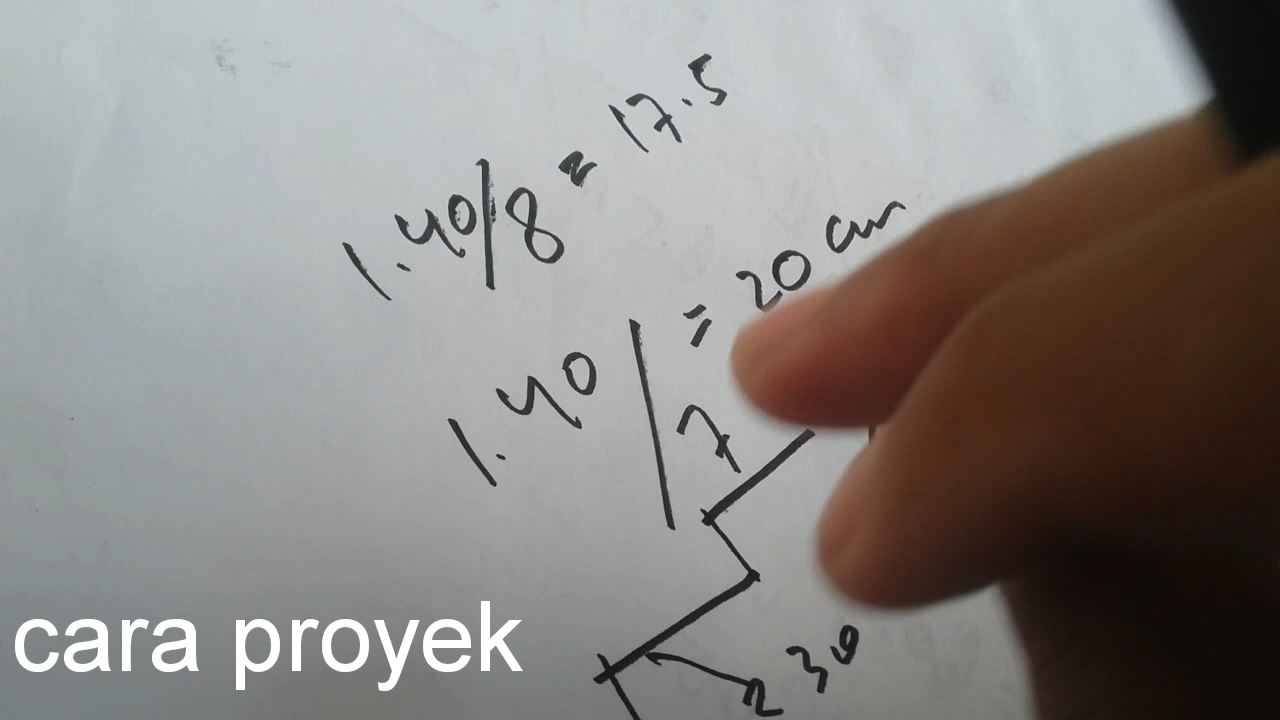 1.40/8 = 17.5
1.40/7 = 20 cm
= 30
cara proyek